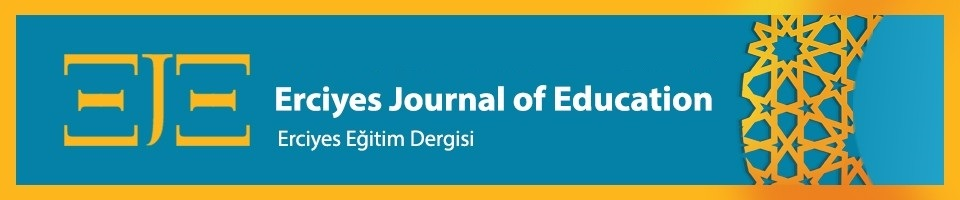 EJE
Erciyes Journal of Education
Erciyes Eğitim Dergisi